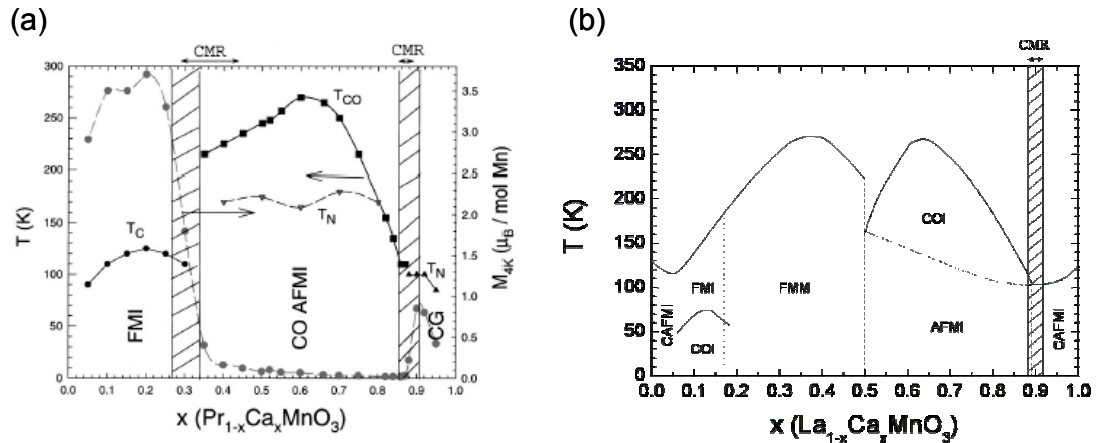 (a)
CMR
CMR
300
250
200
150
100
50
0
T (K)
T_CO
T_N
T_C
T_N
FMI
CO AFMI
CG
3.5
3.0
2.5
2.0
1.5
1.0
0.5
0.0
M_4K (μ_B / mol Mn)
0.0 0.1 0.2 0.3 0.4 0.5 0.6 0.7 0.8 0.9 1.0
x (Pr_1-xCa_xMnO_3)
(b)
CMR
350
300
250
200
150
100
50
0
T (K)
COI
FMI
FMM
CAFMI
COI
AFMI
CAFMI
0.0 0.1 0.2 0.3 0.4 0.5 0.6 0.7 0.8 0.9 1.0
x (La_1-xCa_xMnO_3)